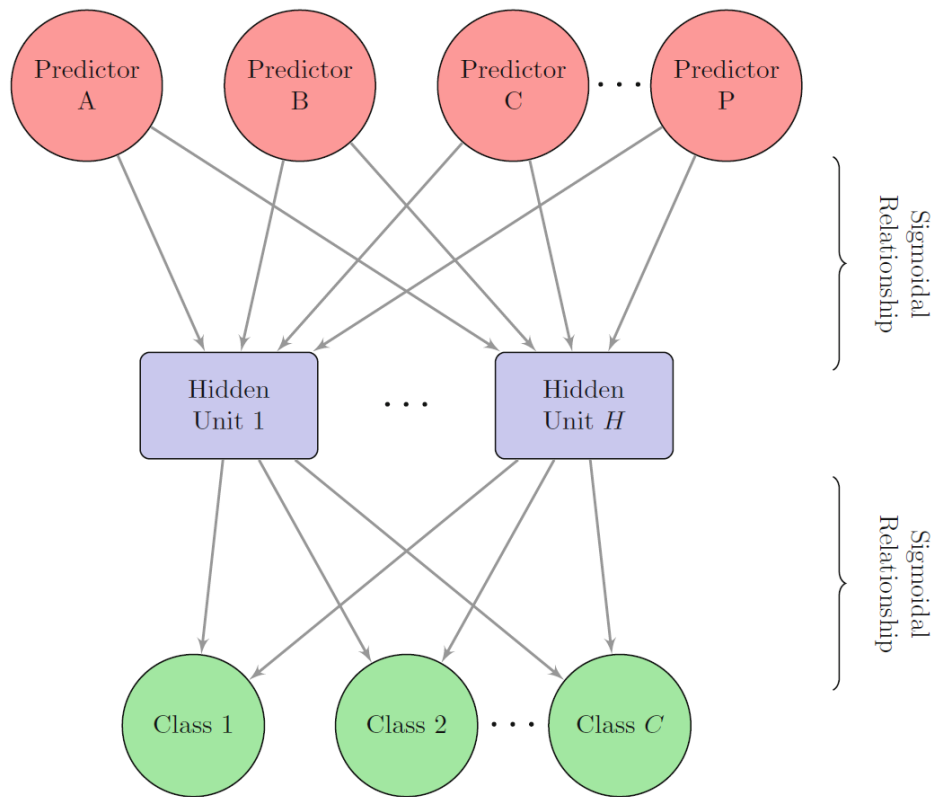 Predictor
A
Predictor
B
Predictor
C
...
Predictor
P
Sigmoidal
Relationship
Hidden
Unit 1
...
Hidden
Unit H
Sigmoidal
Relationship
Class 1
Class 2
...
Class C